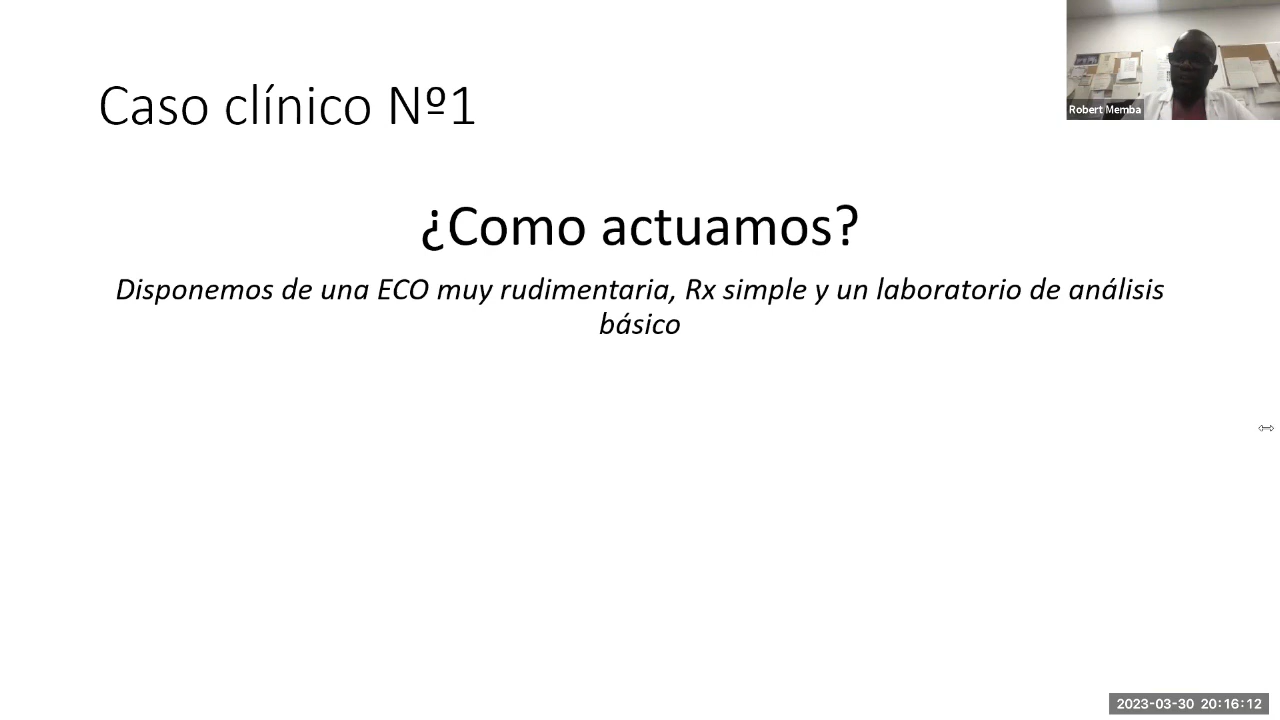 Caso clínico Nº1
Robert Memba
¿Como actuamos?
Disponemos de una ECO muy rudimentaria, Rx simple y un laboratorio de análisis
básico
2023-03-30 20:16:12